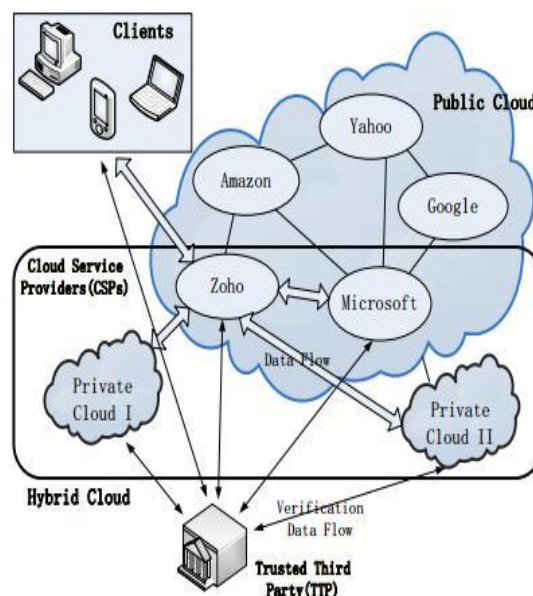 Clients
Public Cloud
Yahoo
Amazon
Google
Cloud Service
Providers(CSPs)
Zoho
Microsoft
Data Flow
Private
Cloud I
Private
Cloud II
Hybrid Cloud
Verification
Data Flow
Trusted Third
Party(TTP)